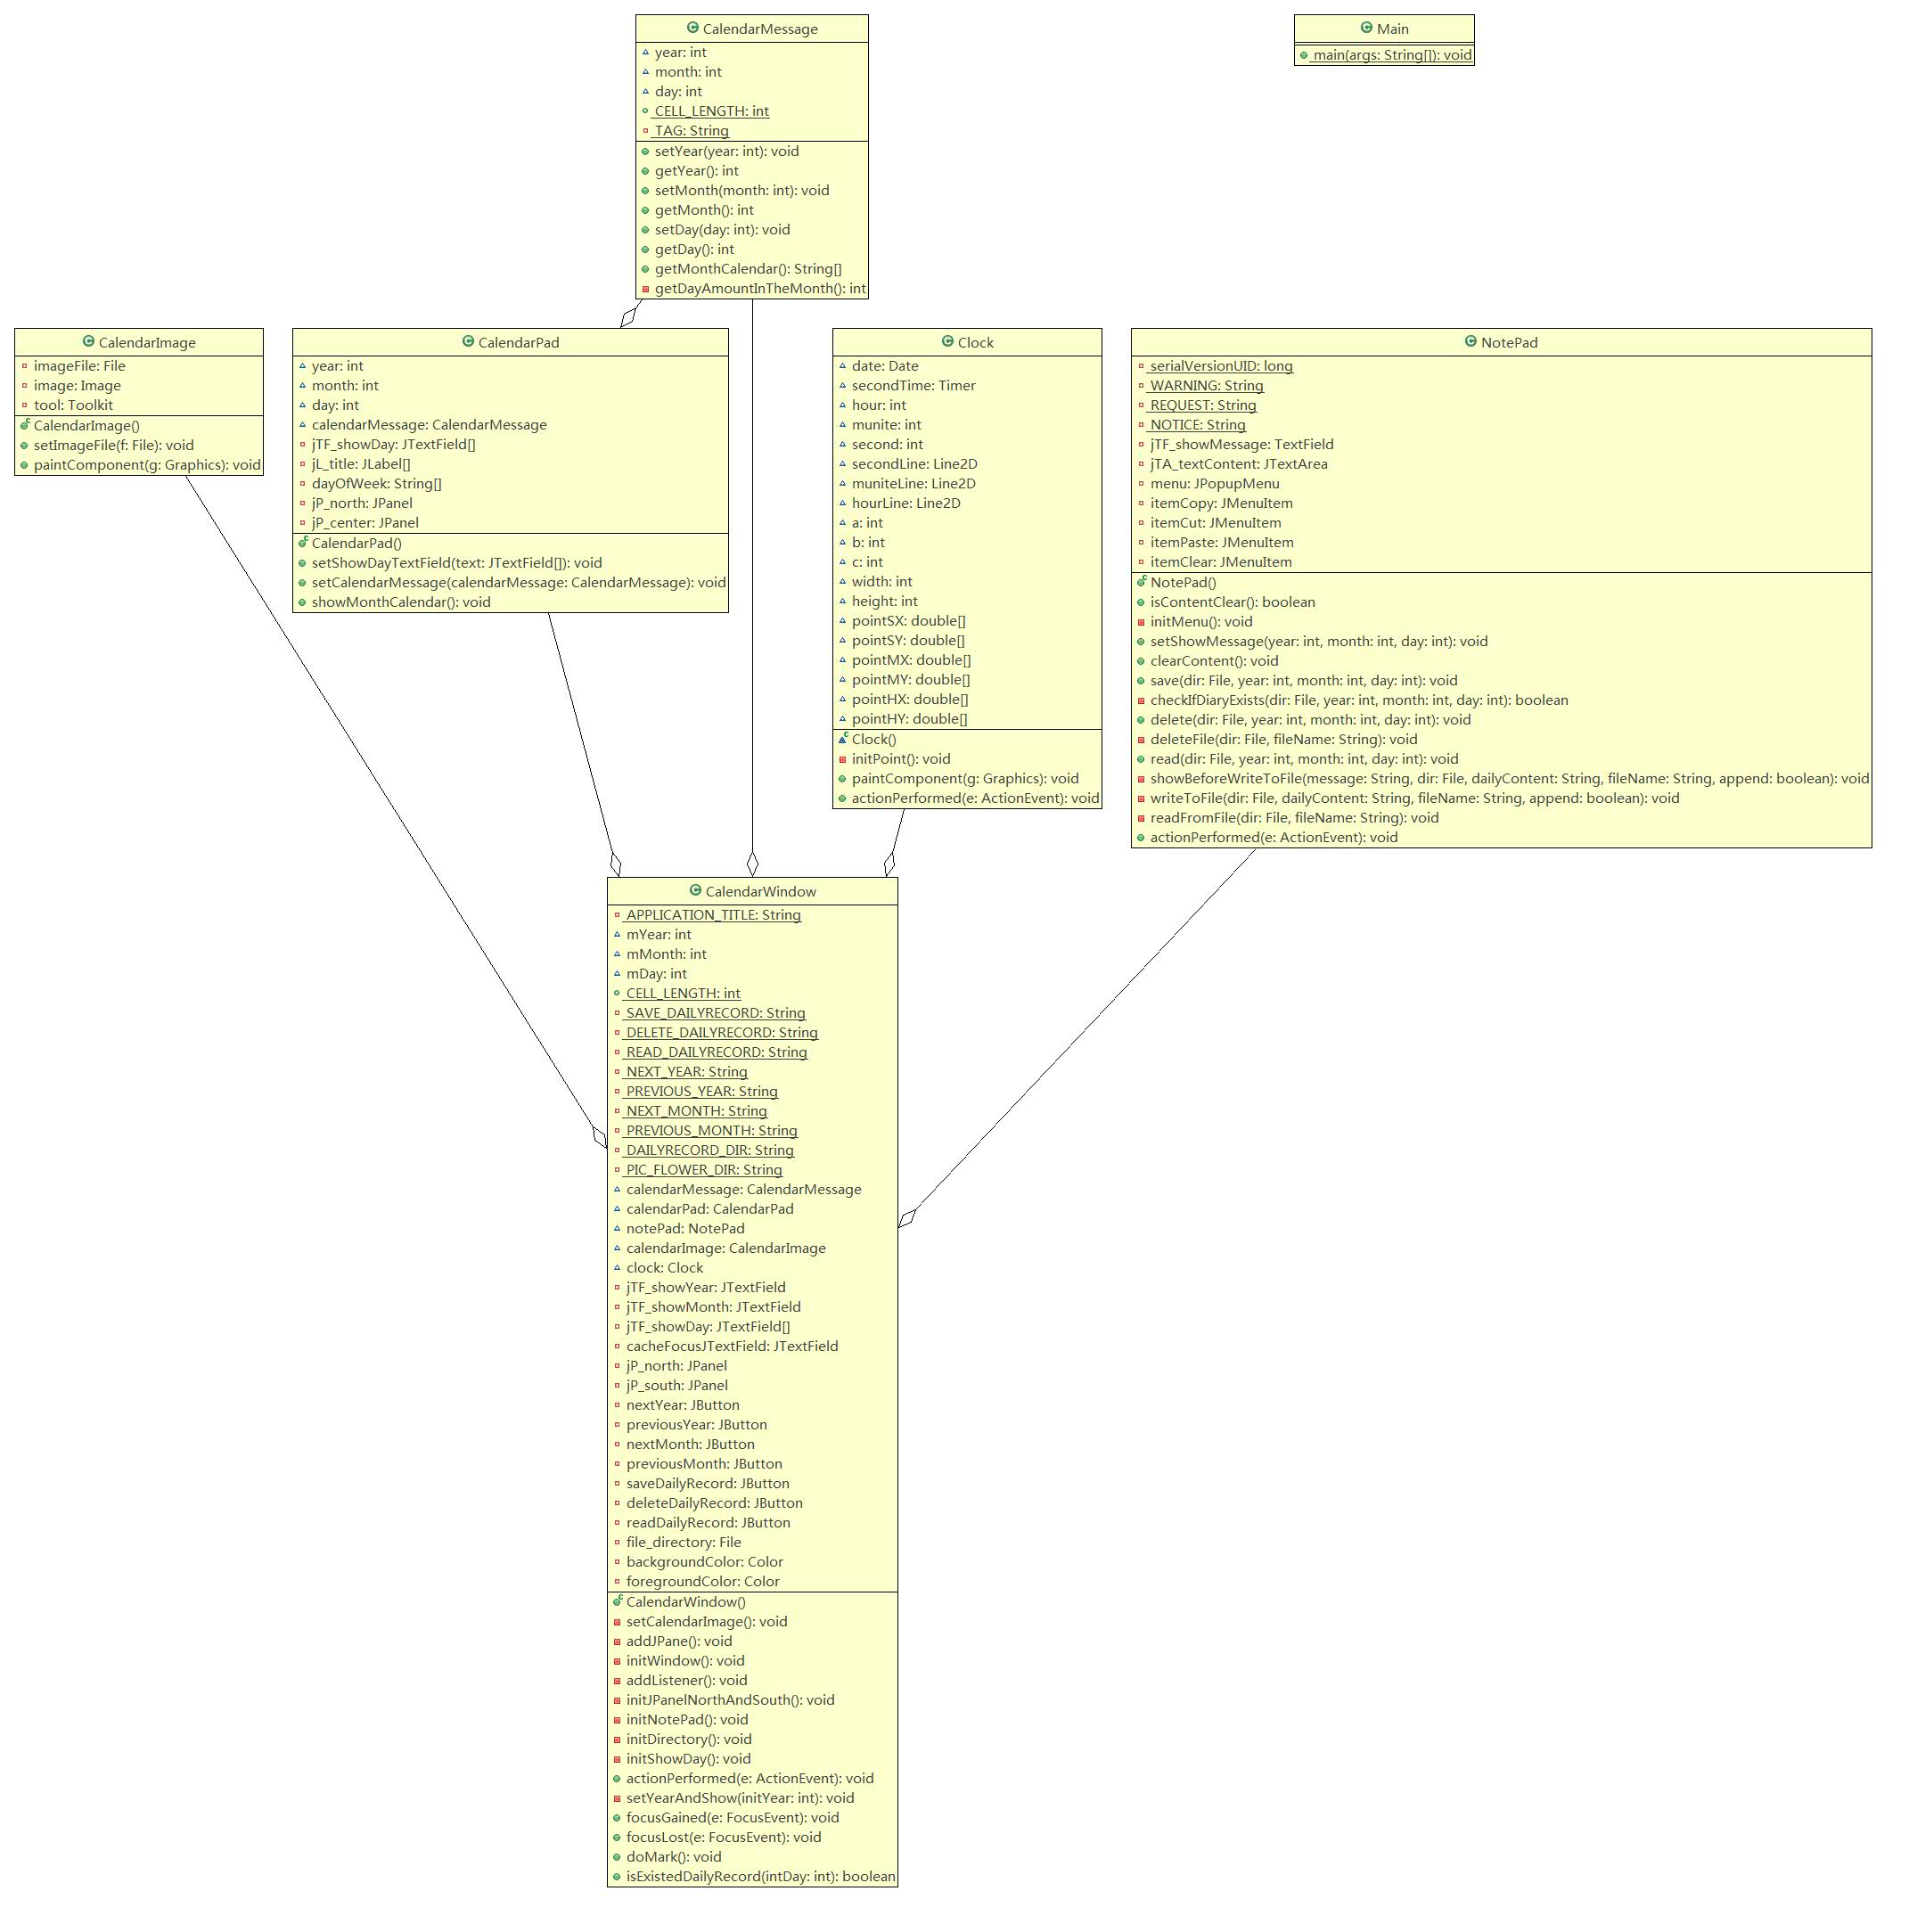 CalendarMessage
year: int
month: int
day: int
CELL_LENGTH: int
TAG: String
setYear(year: int): void
getYear(): int
setMonth(month: int): void
getMonth(): int
setDay(day: int): void
getDay(): int
getMonthCalendar(): String[]
getDayAmountInTheMonth(): int
Main
main(args: String[]): void
CalendarImage
imageFile: File
image: Image
tool: Toolkit
CalendarImage()
setImageFile(f: File): void
paintComponent(g: Graphics): void
CalendarPad
year: int
month: int
day: int
calendarMessage: CalendarMessage
jTF_showDay: JTextField[]
jL_title: JLabel[]
dayOfWeek: String[]
jP_north: JPanel
jP_center: JPanel
CalendarPad()
setShowDayTextField(text: JTextField[]): void
setCalendarMessage(calendarMessage: CalendarMessage): void
showMonthCalendar(): void
Clock
date: Date
secondTime: Timer
hour: int
munite: int
second: int
secondLine: Line2D
muniteLine: Line2D
hourLine: Line2D
a: int
b: int
c: int
width: int
height: int
pointSX: double[]
pointSY: double[]
pointMX: double[]
pointMY: double[]
pointHX: double[]
pointHY: double[]
Clock()
initPoint(): void
paintComponent(g: Graphics): void
actionPerformed(e: ActionEvent): void
NotePad
serialVersionUID: long
WARNING: String
REQUEST: String
NOTICE: String
jTF_showMessage: TextField
jTA_textContent: JTextArea
menu: JPopupMenu
itemCopy: JMenuItem
itemCut: JMenuItem
itemPaste: JMenuItem
itemClear: JMenuItem
NotePad()
isContentClear(): boolean
initMenu(): void
setShowMessage(year: int, month: int, day: int): void
clearContent(): void
save(dir: File, year: int, month: int, day: int): void
checkIfDiaryExists(dir: File, year: int, month: int, day: int): boolean
delete(dir: File, year: int, month: int, day: int): void
deleteFile(dir: File, fileName: String): void
read(dir: File, year: int, month: int, day: int): void
showBeforeWriteToFile(message: String, dir: File, dailyContent: String, fileName: String, append: boolean): void
writeToFile(dir: File, dailyContent: String, fileName: String, append: boolean): void
readFromFile(dir: File, fileName: String): void
actionPerformed(e: ActionEvent): void
CalendarWindow
APPLICATION_TITLE: String
mYear: int
mMonth: int
mDay: int
CELL_LENGTH: int
SAVE_DAILYRECORD: String
DELETE_DAILYRECORD: String
READ_DAILYRECORD: String
NEXT_YEAR: String
PREVIOUS_YEAR: String
NEXT_MONTH: String
PREVIOUS_MONTH: String
DAILYRECORD_DIR: String
PIC_FLOWER_DIR: String
calendarMessage: CalendarMessage
calendarPad: CalendarPad
notePad: NotePad
calendarImage: CalendarImage
clock: Clock
jTF_showYear: JTextField
jTF_showMonth: JTextField
jTF_showDay: JTextField[]
cacheFocusJTextField: JTextField
jP_north: JPanel
jP_south: JPanel
nextYear: JButton
previousYear: JButton
nextMonth: JButton
previousMonth: JButton
saveDailyRecord: JButton
deleteDailyRecord: JButton
readDailyRecord: JButton
file_directory: File
backgroundColor: Color
foregroundColor: Color
CalendarWindow()
setCalendarImage(): void
addJPane(): void
initWindow(): void
addListener(): void
initJPanelNorthAndSouth(): void
initNotePad(): void
initDirectory(): void
initShowDay(): void
actionPerformed(e: ActionEvent): void
setYearAndShow(initYear: int): void
focusGained(e: FocusEvent): void
focusLost(e: FocusEvent): void
doMark(): void
isExistedDailyRecord(intDay: int): boolean